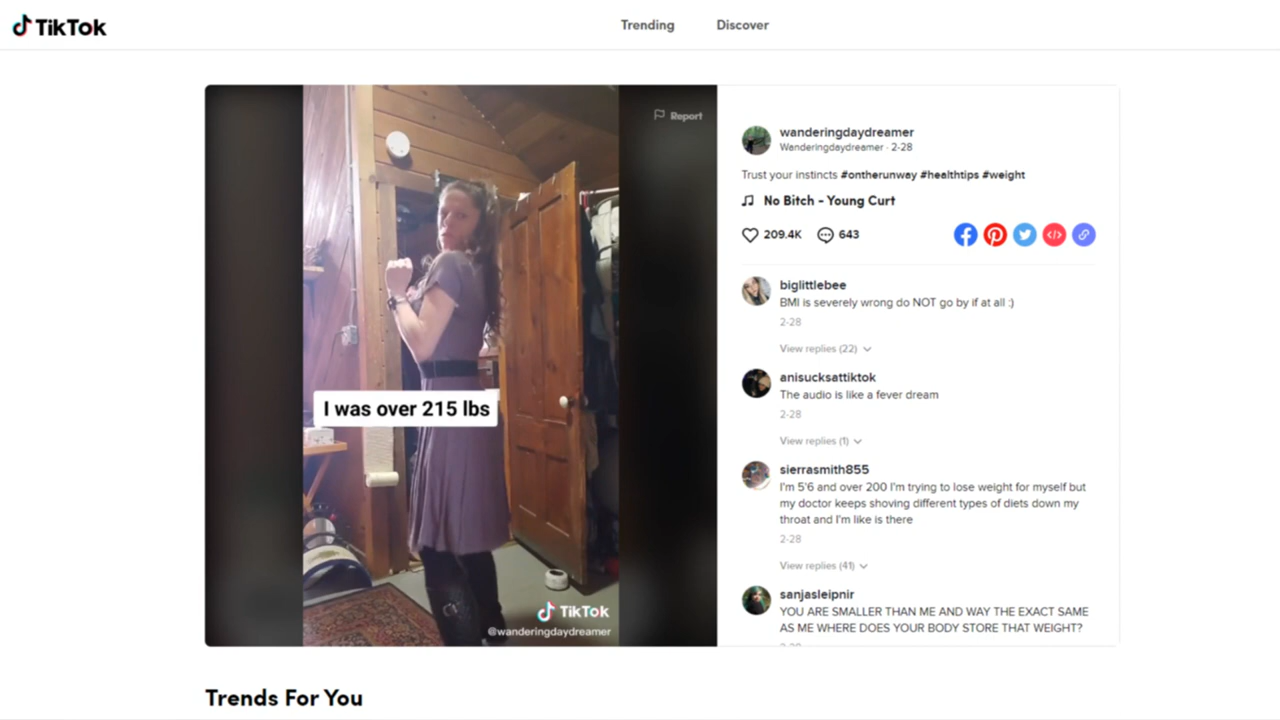 TikTok
Trending
Discover
Report
wanderingdaydreamer
Wanderingdaydreamer · 2-28
Trust your instincts #ontherunway #healthtips #weight
No Bitch - Young Curt
209.4K
643
I was over 215 lbs
TikTok
@wanderingdaydreamer
biglittlebee
BMI is severely wrong do NOT go by if at all :)
2-28
View replies (22)
anisucksattiktok
The audio is like a fever dream
2-28
View replies (1)
sierrasmith855
I'm 5'6 and over 200 I'm trying to lose weight for myself but
my doctor keeps shoving different types of diets down my
throat and I'm like is there
2-28
View replies (41)
sanjasleipnir
YOU ARE SMALLER THAN ME AND WAY THE EXACT SAME
AS ME WHERE DOES YOUR BODY STORE THAT WEIGHT?
Trends For You